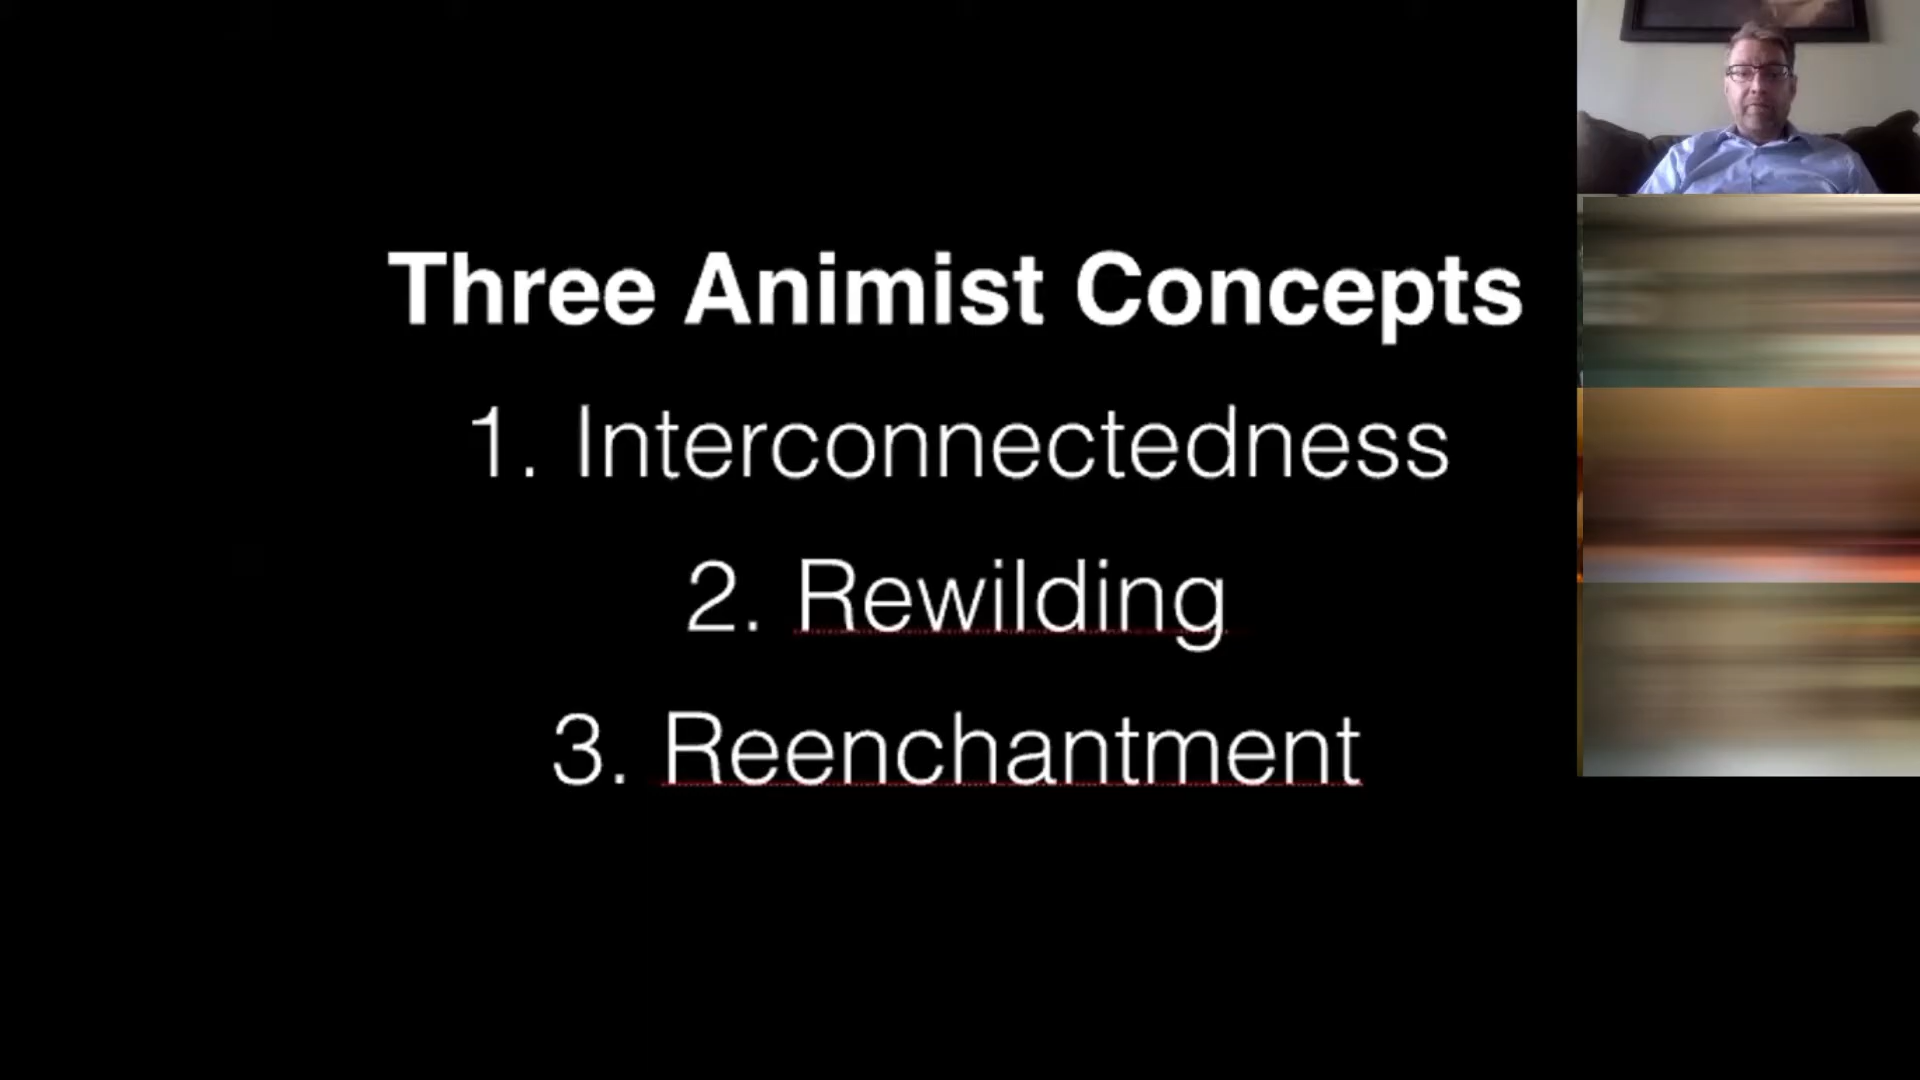 Three Animist Concepts
1. Interconnectedness
2. Rewilding
3. Reenchantment